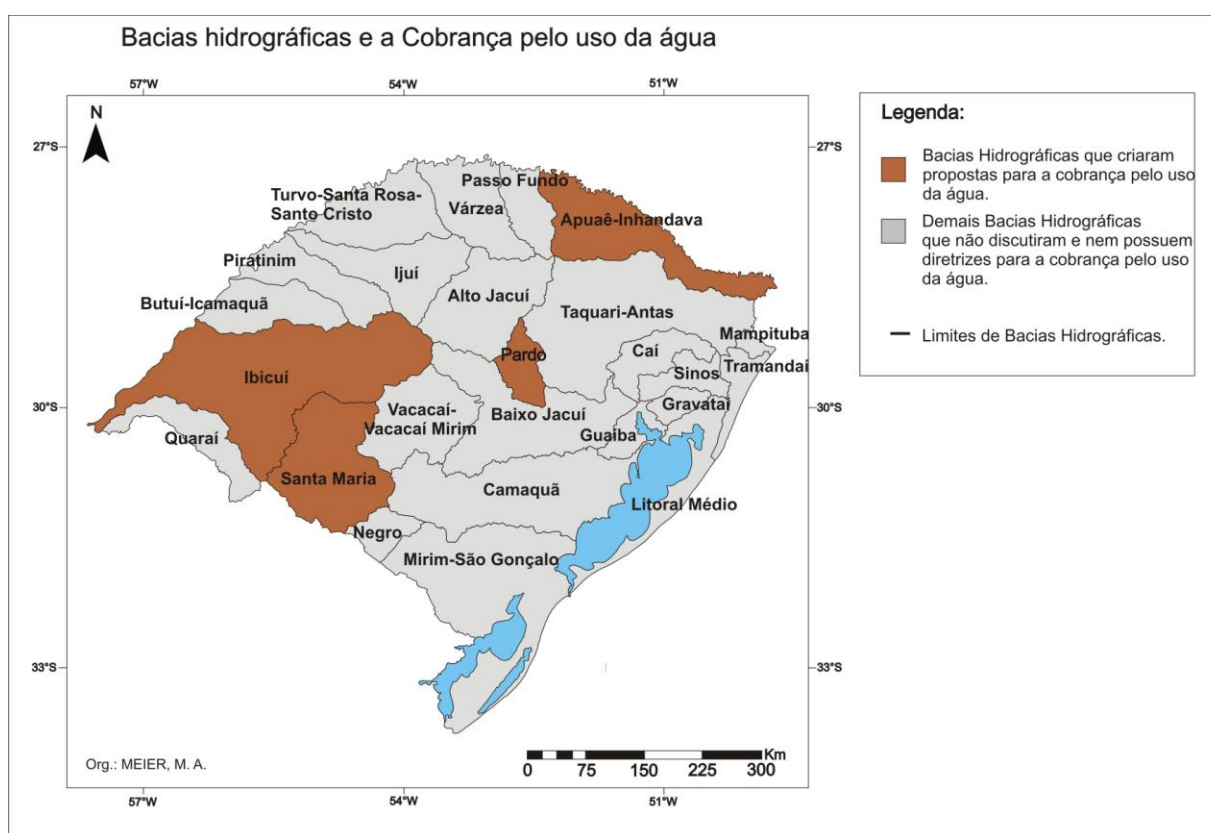 Bacias hidrográficas e a Cobrança pelo uso da água
57°W
54°W
51°W
N
27°S
27°S
Passo Fundo
Turvo-Santa Rosa-
Santo Cristo
Várzea
Apuaê-Inhandava
Piratinim
Ijuí
Butuí-Icamaquã
Alto Jacuí
Taquari-Antas
Mampituba
Pardo
Caí
Tramandaí
Ibicuí
Sinos
30°S
30°S
Vacacaí-
Vacacaí Mirim
Baixo Jacuí
Gravataí
Quaraí
Guaíba
Santa Maria
Camaquã
Litoral Médio
Negro
Mirim-São Gonçalo
33°S
33°S
Km
0 75 150 225 300
Org.: MEIER, M. A.
57°W
54°W
51°W
Legenda:
Bacias Hidrográficas que criaram
propostas para a cobrança pelo uso
da água.
Demais Bacias Hidrográficas
que não discutiram e nem possuem
diretrizes para a cobrança pelo uso
da água.
Limites de Bacias Hidrográficas.